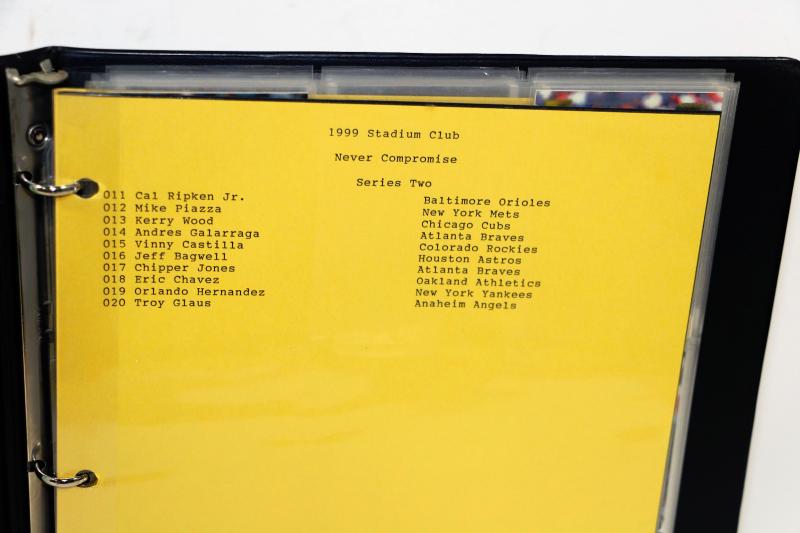 1999 Stadium Club
Never Compromise
Series Two
011 Cal Ripken Jr. Baltimore Orioles
012 Mike Piazza New York Mets
013 Kerry Wood Chicago Cubs
014 Andres Galarraga Atlanta Braves
015 Vinny Castilla Colorado Rockies
016 Jeff Bagwell Houston Astros
017 Chipper Jones Atlanta Braves
018 Eric Chavez Oakland Athletics
019 Orlando Hernandez New York Yankees
020 Troy Glaus Anaheim Angels